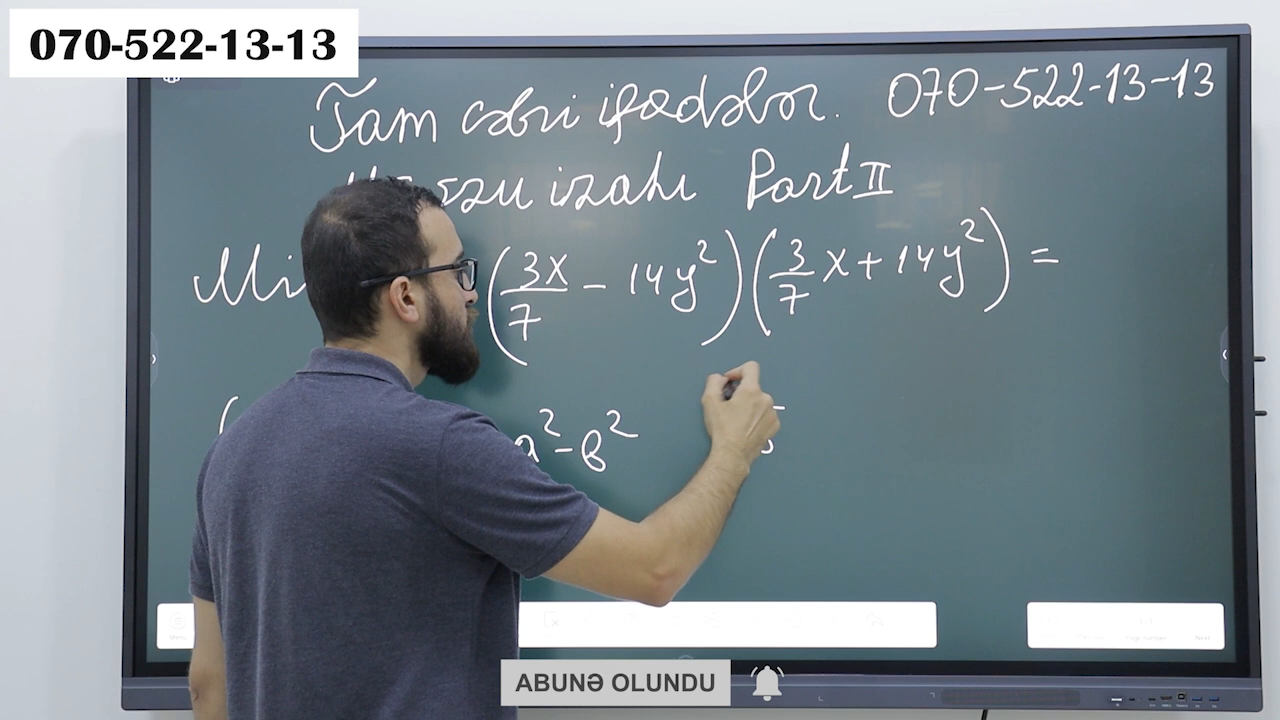 070-522-13-13
Tam cəbri ifadələr. 070-522-13-13
izahı Part II
(3x/7 - 14y²)(3/7 x + 14y²) =
a² - b²
ABUNƏ OLUNDU